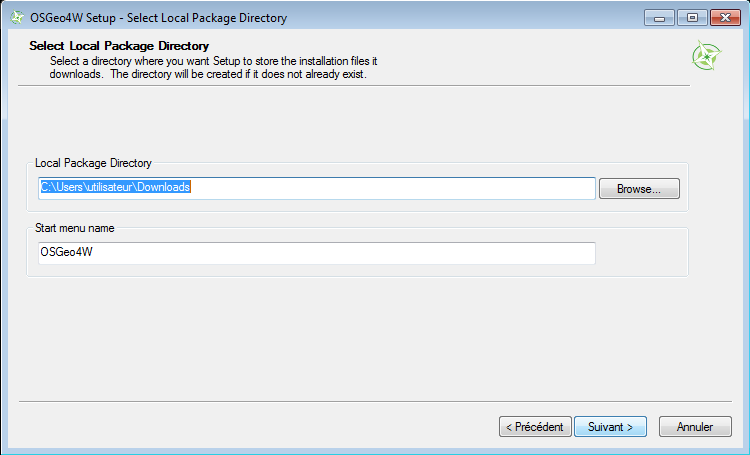 OSGeo4W Setup - Select Local Package Directory
Select Local Package Directory
Select a directory where you want Setup to store the installation files it
downloads.  The directory will be created if it does not already exist.
Local Package Directory
C:\Users\utilisateur\Downloads
Browse...
Start menu name
OSGeo4W
< Précédent
Suivant >
Annuler